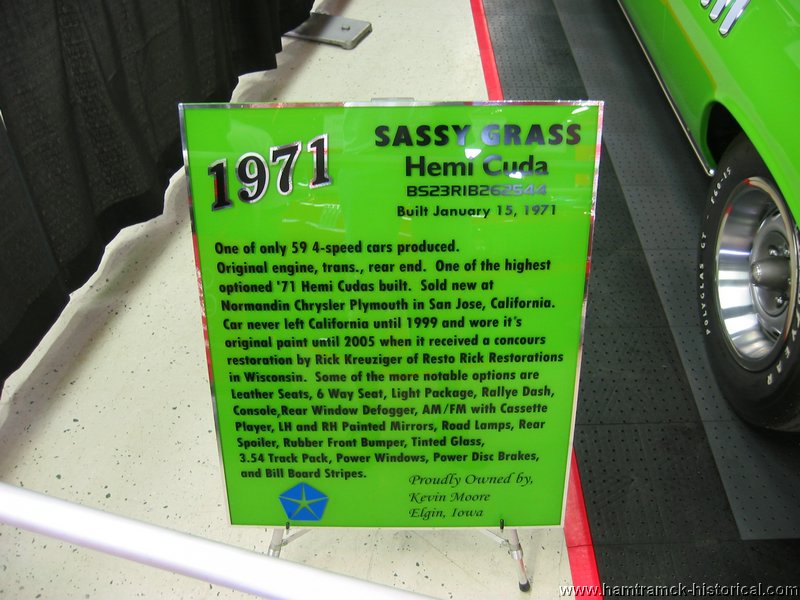 1971
SASSY GRASS
Hemi Cuda
BS23R1B262544
Built January 15, 1971
One of only 59 4-speed cars produced.
Original engine, trans., rear end. One of the highest
optioned '71 Hemi Cudas built. Sold new at
Normandin Chrysler Plymouth in San Jose, California.
Car never left California until 1999 and wore it's
original paint until 2005 when it received a concours
restoration by Rick Kreuziger of Resto Rick Restorations
in Wisconsin. Some of the more notable options are
Leather Seats, 6 Way Seat, Light Package, Rallye Dash,
Console,Rear Window Defogger, AM/FM with Cassette
Player, LH and RH Painted Mirrors, Road Lamps, Rear
Spoiler, Rubber Front Bumper, Tinted Glass,
3.54 Track Pack, Power Windows, Power Disc Brakes,
and Bill Board Stripes.
Proudly Owned by,
Kevin Moore
Elgin, Iowa
POLYGLAS GT F60-15
www.hamtramck-historical.com